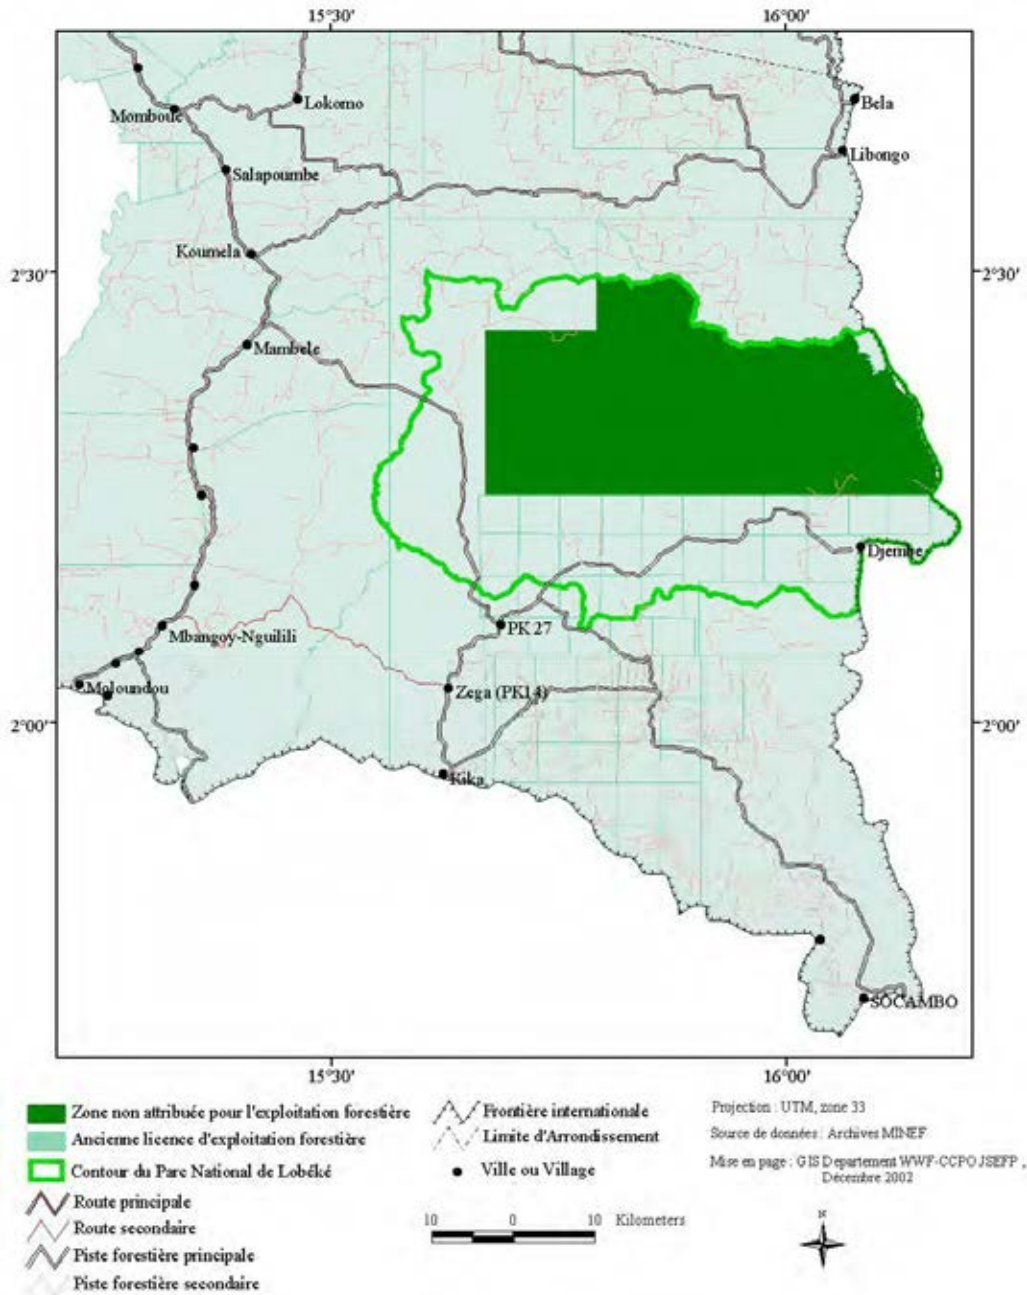 15°30' 16°00'
Bela
Lokomo
Momboule
Libongo
Salapoumbe
Koumela
2°30' 2°30'
Mambele
Djembe
PK 27
Mbangoy-Nguilili
Moloundou
Zega (PK14)
2°00' 2°00'
Kika
SOCAMBO
15°30' 16°00'
Zone non attribuée pour l'exploitation forestière
Ancienne licence d'exploitation forestière
Contour du Parc National de Lobéké
Route principale
Route secondaire
Piste forestière principale
Piste forestière secondaire
Frontière internationale
Limite d'Arrondissement
Ville ou Village
10 0 10 Kilometers
Projection : UTM, zone 33
Source de données : Archives MINEF
Mise en page : GIS Departement WWF-CCPO JSEFP ,
Décembre 2002
N